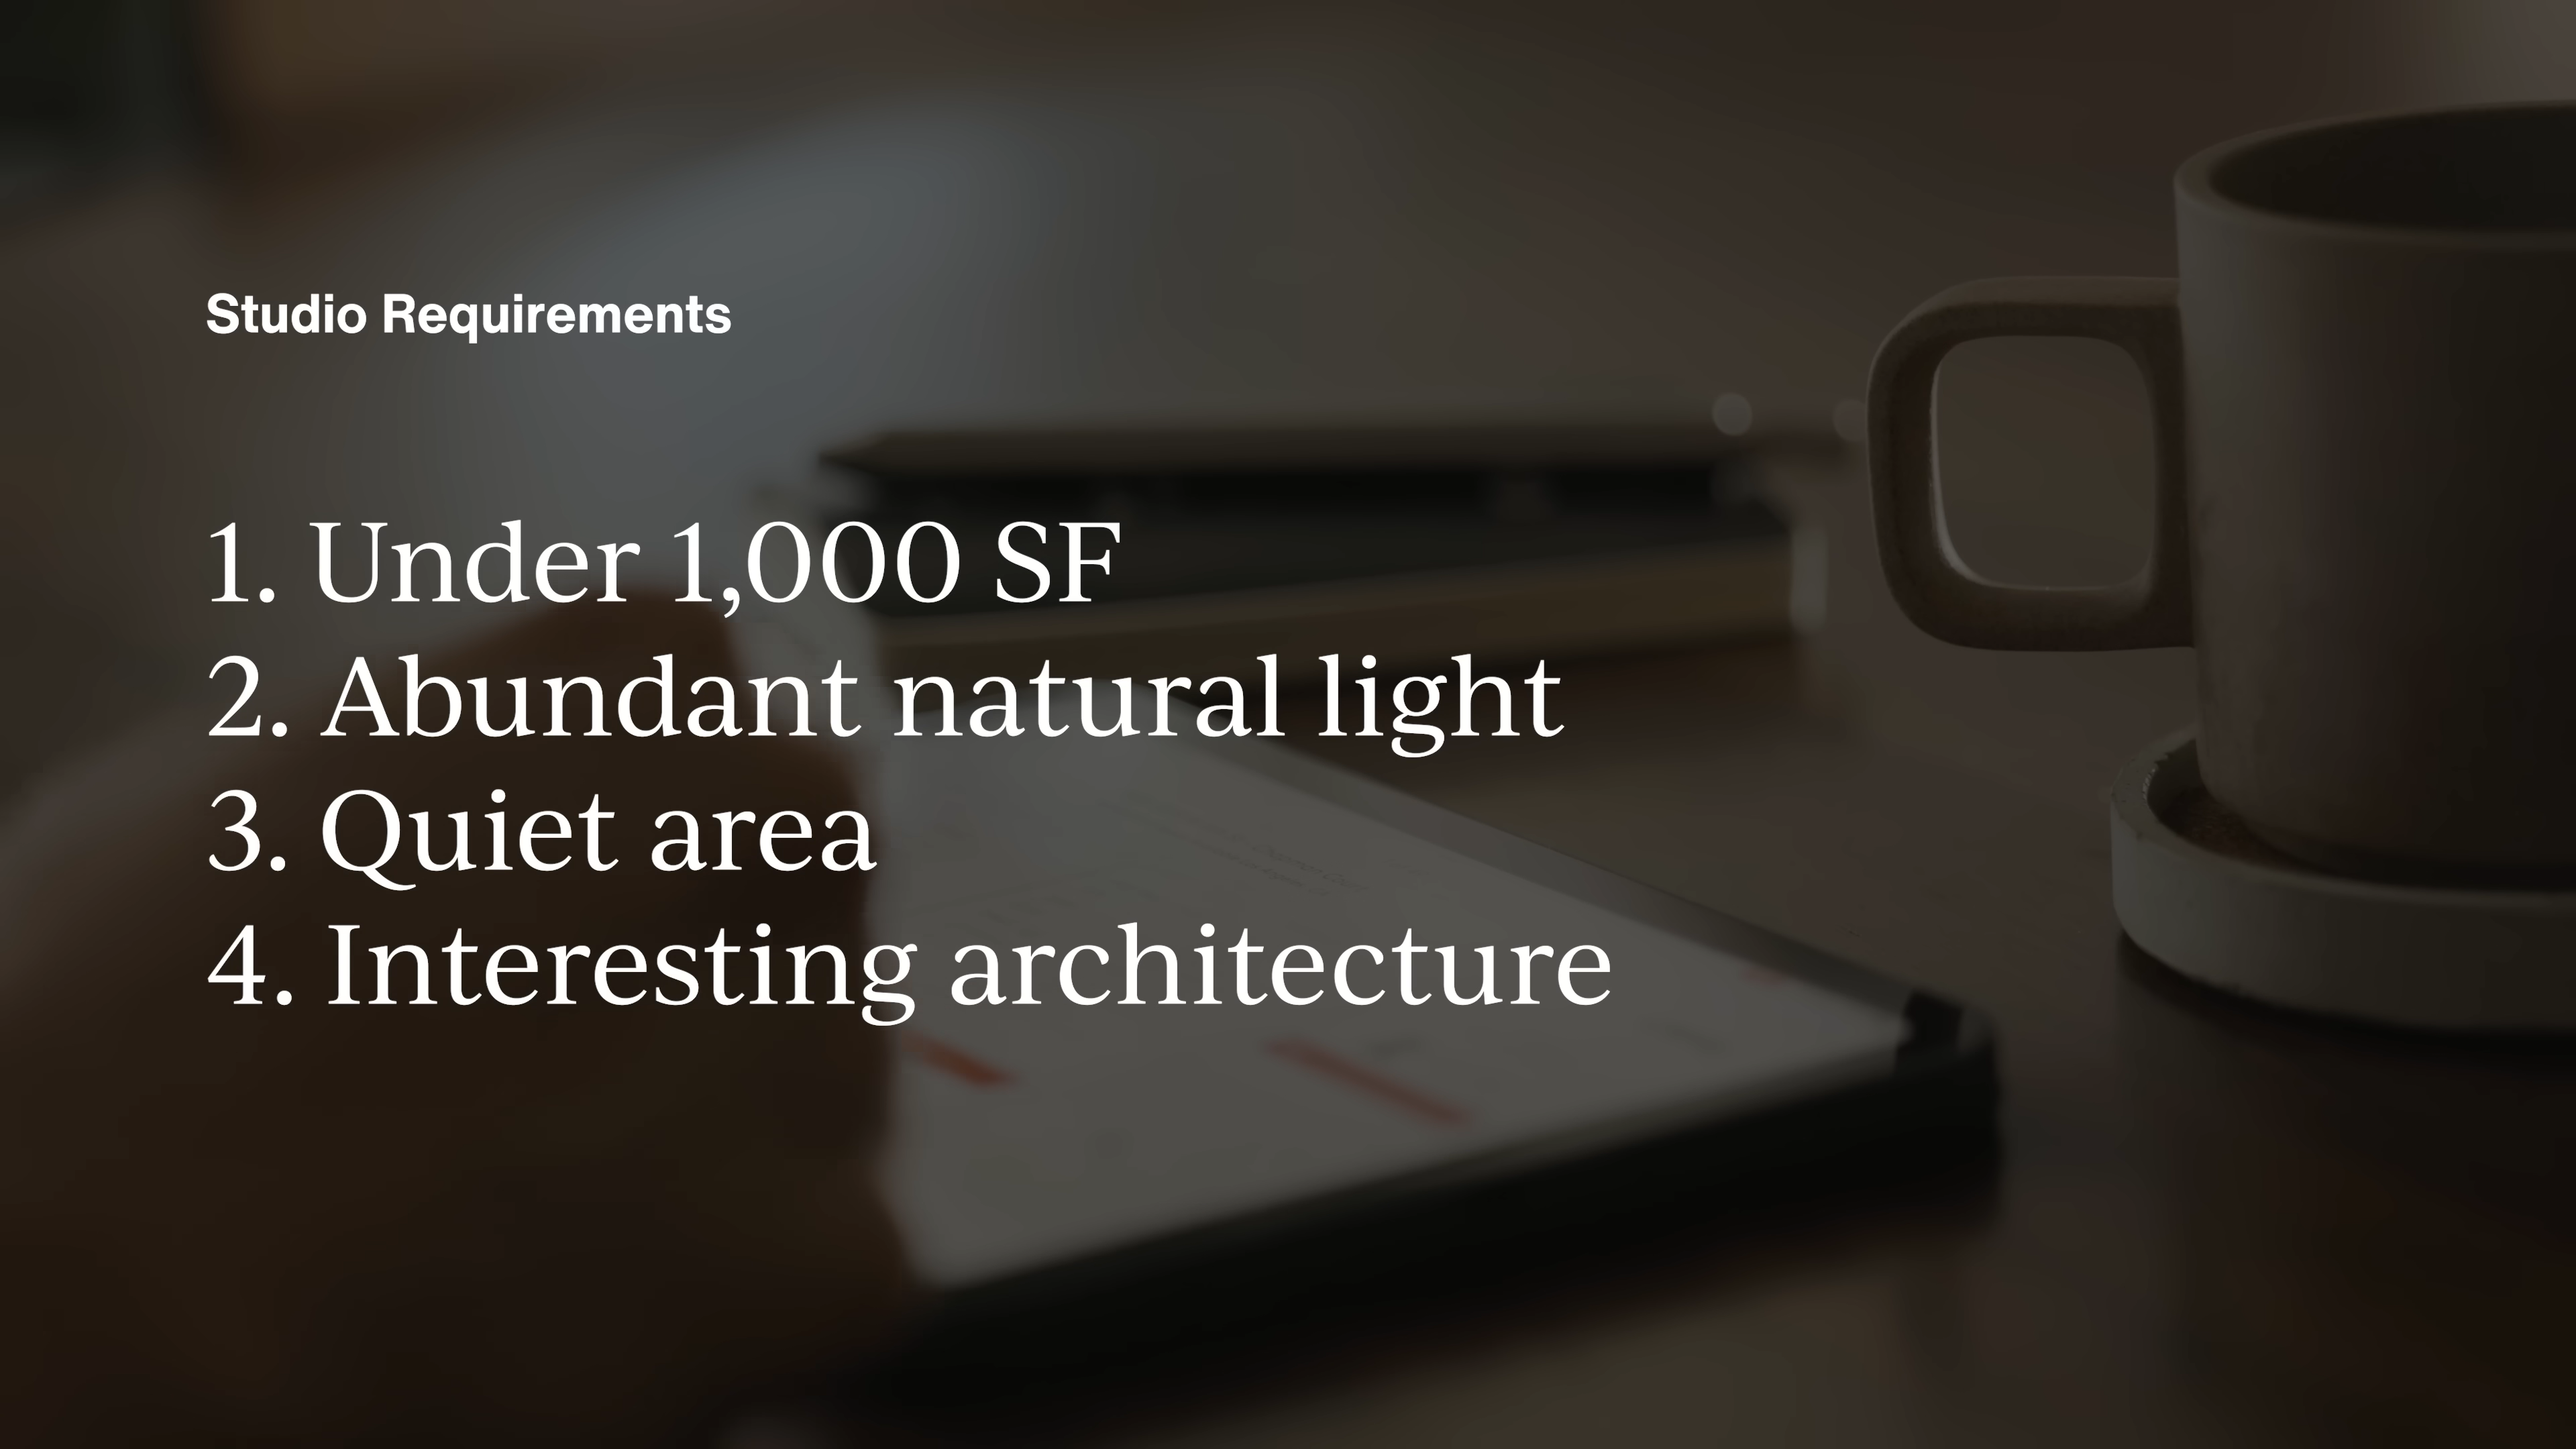 Studio Requirements
1. Under 1,000 SF
2. Abundant natural light
3. Quiet area
4. Interesting architecture